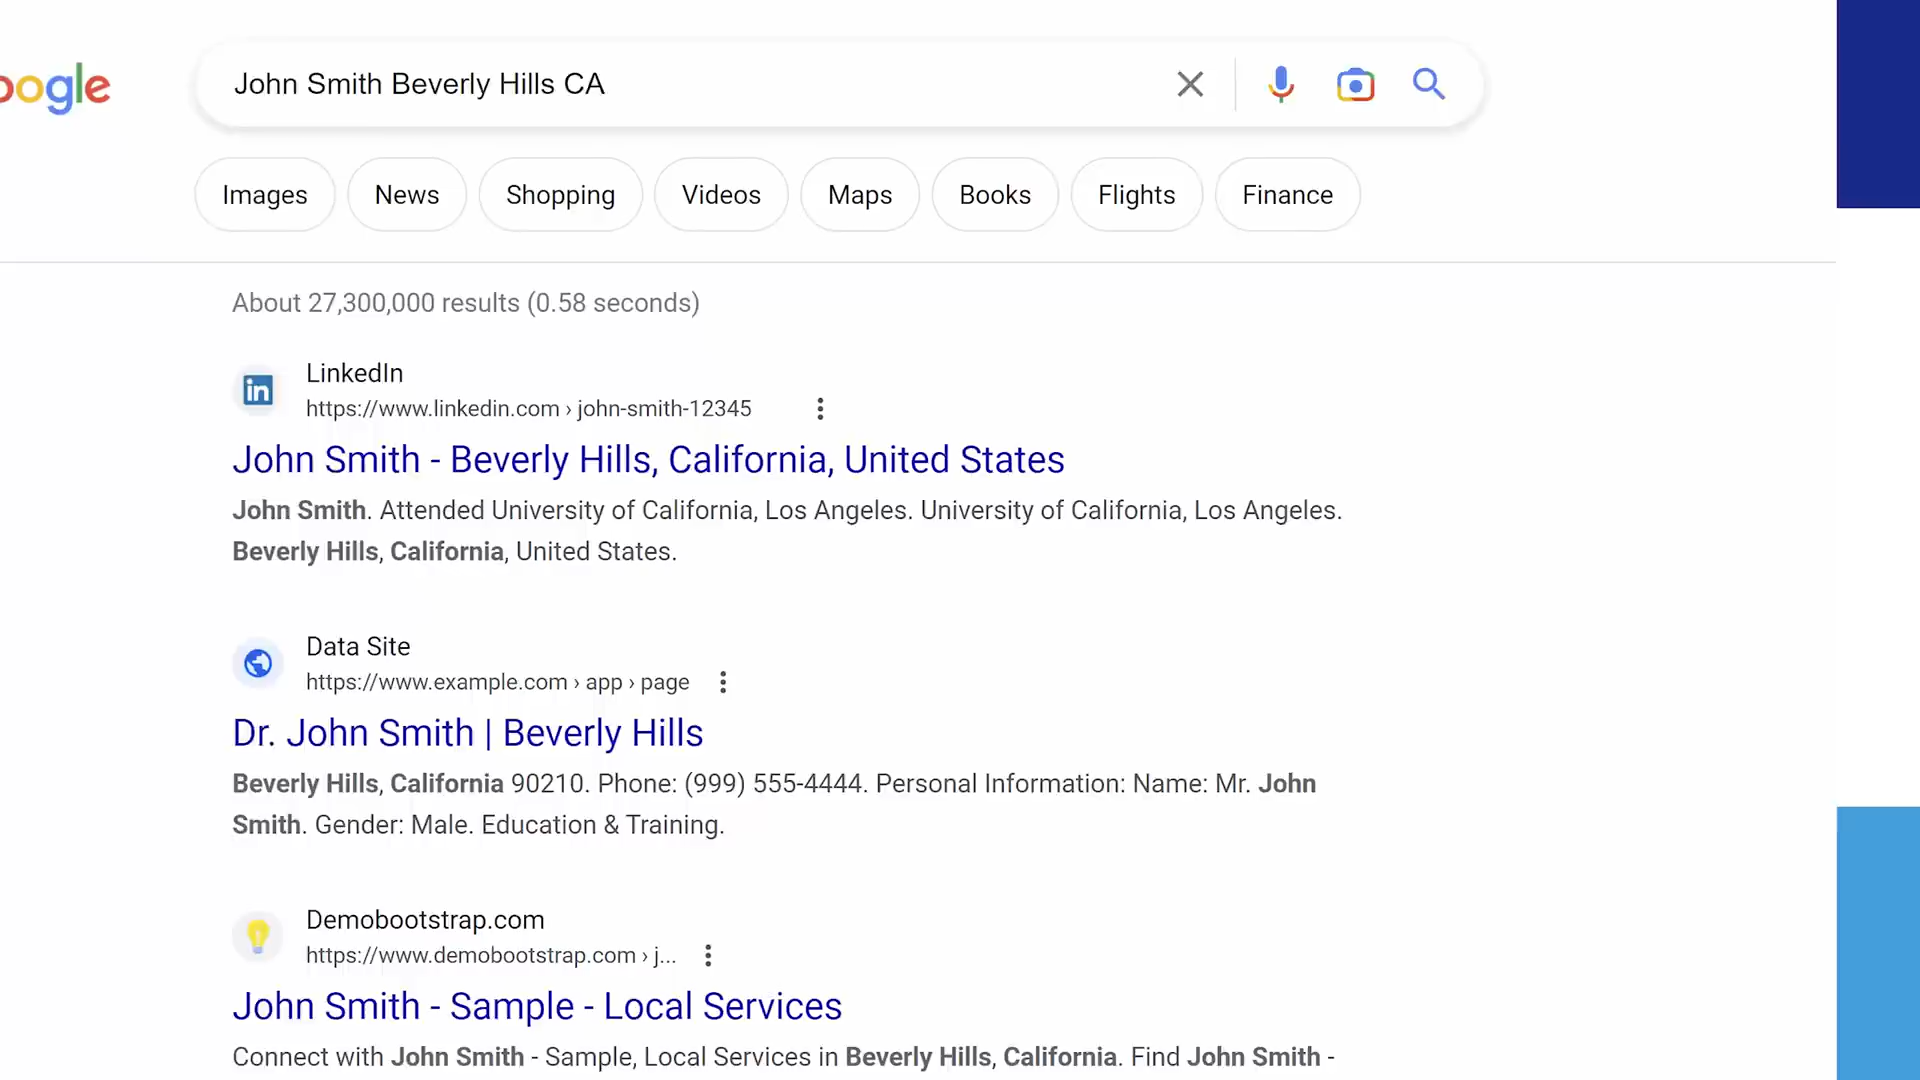 oogle
John Smith Beverly Hills CA
Images News Shopping Videos Maps Books Flights Finance
About 27,300,000 results (0.58 seconds)
in
LinkedIn
https://www.linkedin.com › john-smith-12345
John Smith - Beverly Hills, California, United States
John Smith. Attended University of California, Los Angeles. University of California, Los Angeles.
Beverly Hills, California, United States.
Data Site
https://www.example.com › app › page
Dr. John Smith | Beverly Hills
Beverly Hills, California 90210. Phone: (999) 555-4444. Personal Information: Name: Mr. John
Smith. Gender: Male. Education & Training.
Demobootstrap.com
https://www.demobootstrap.com › j...
John Smith - Sample - Local Services
Connect with John Smith - Sample, Local Services in Beverly Hills, California. Find John Smith -